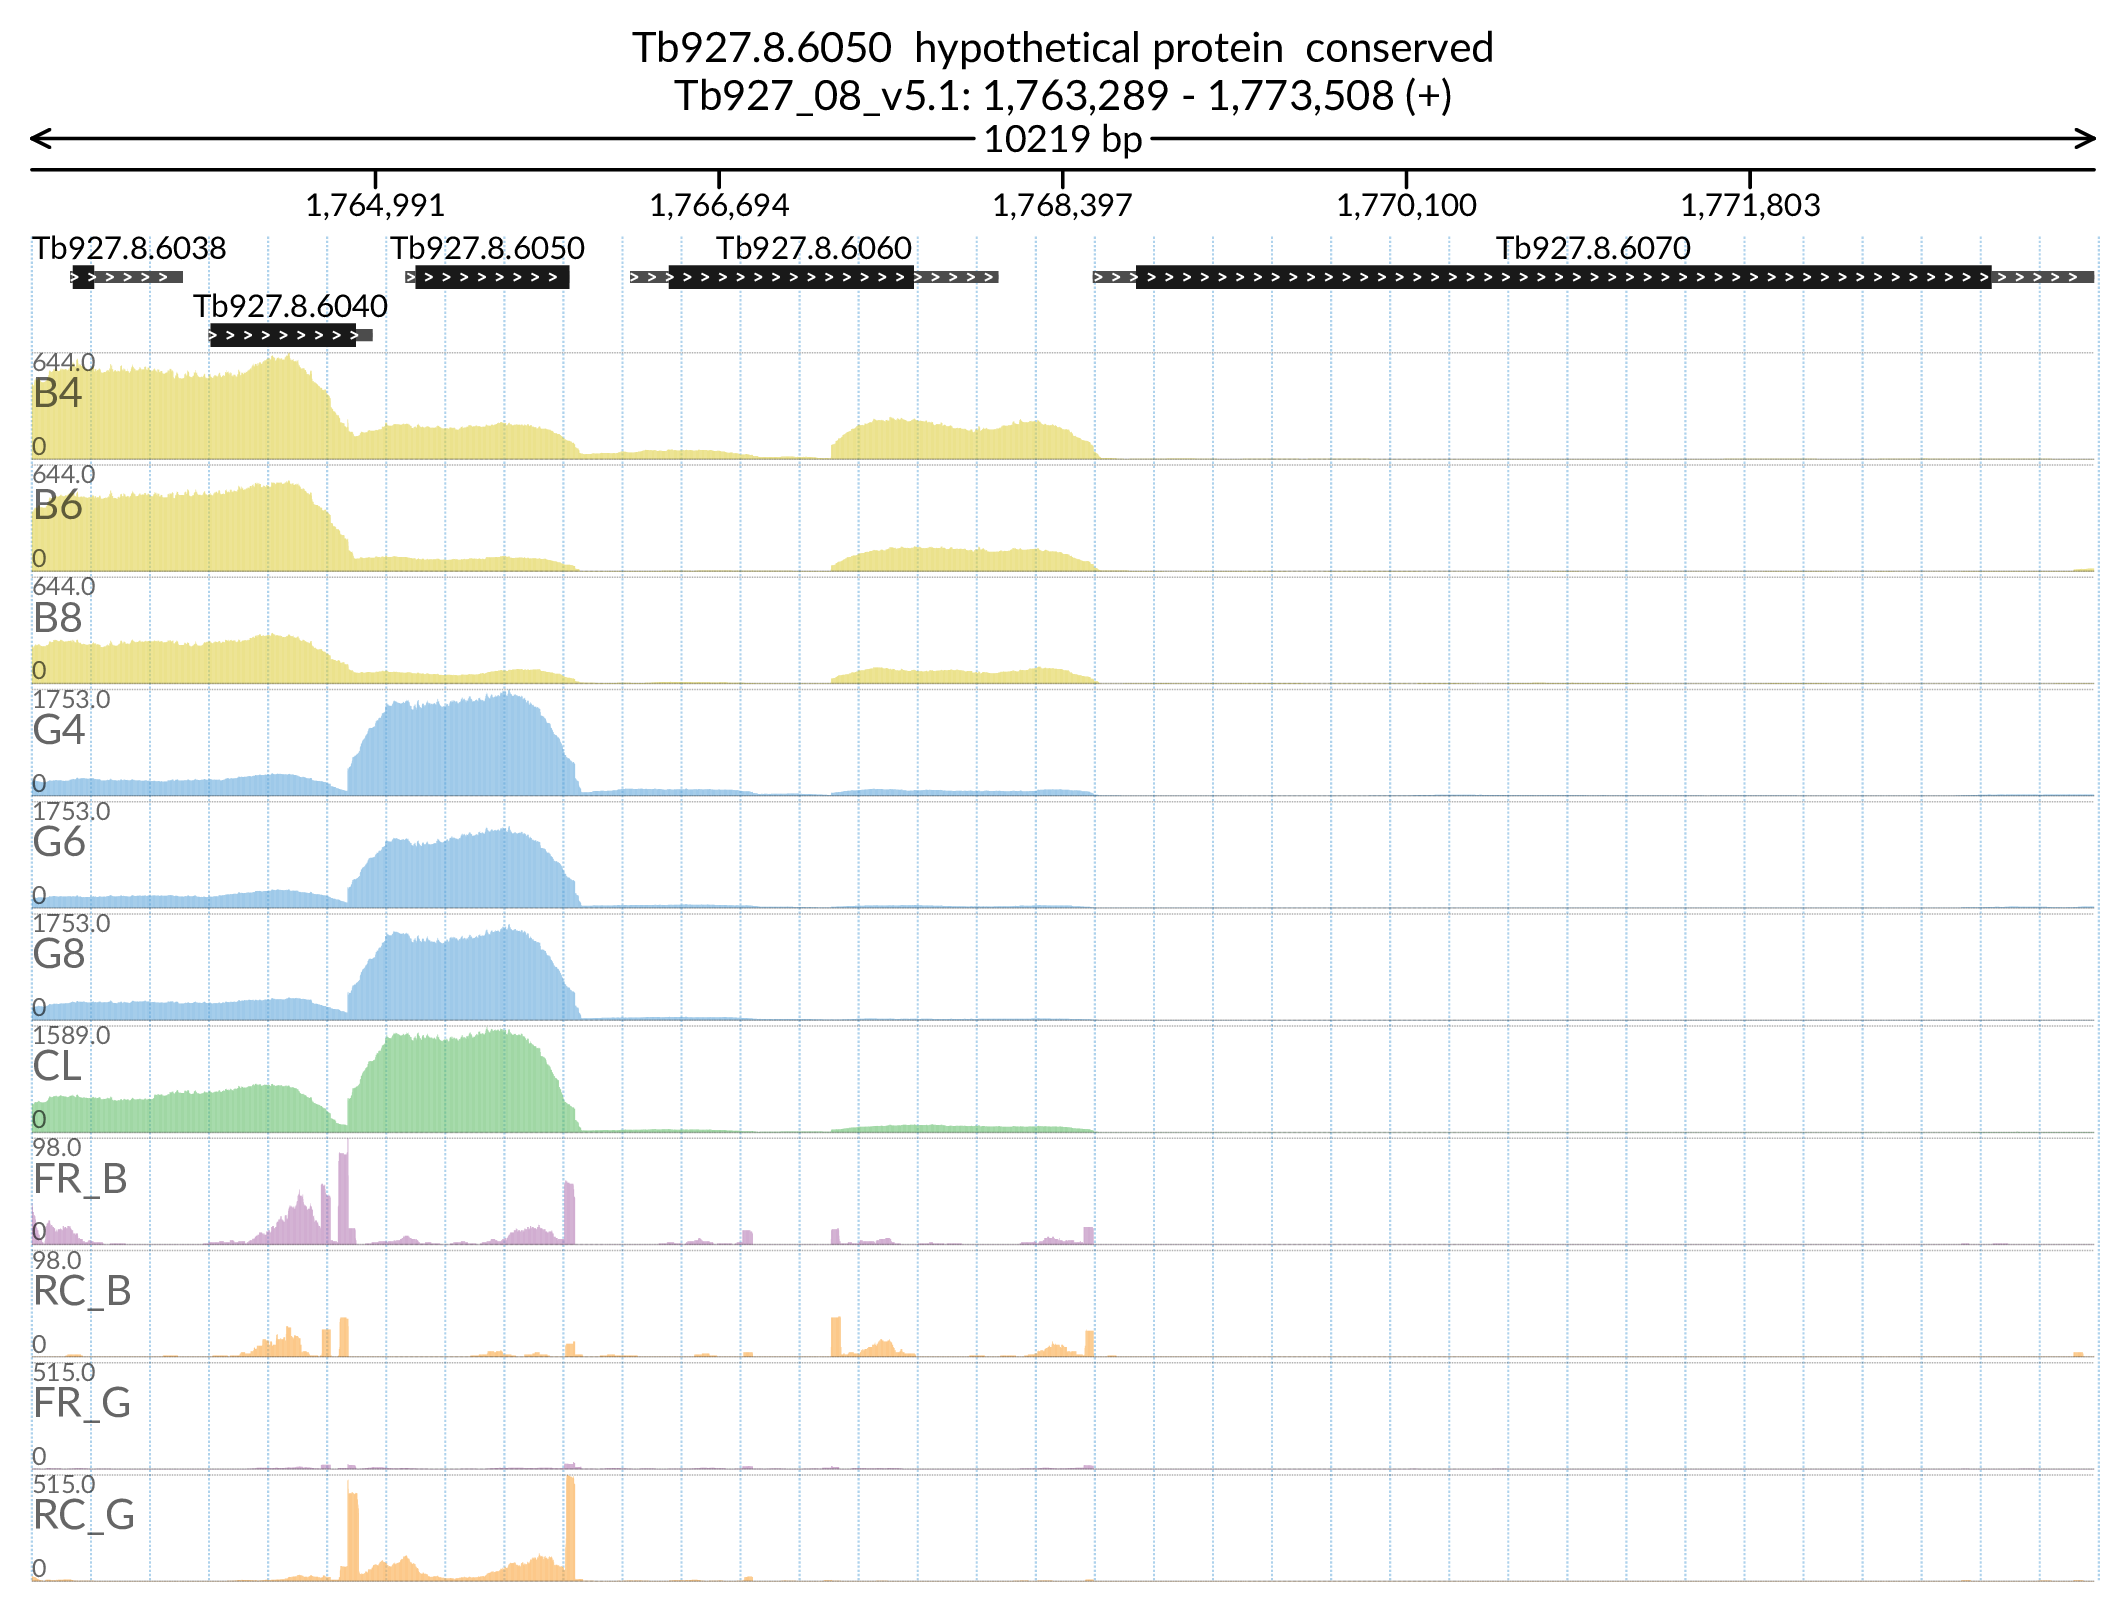 Tb927.8.6050  hypothetical protein  conserved
Tb927_08_v5.1: 1,763,289 - 1,773,508 (+)
10219 bp
1,764,991 1,766,694 1,768,397 1,770,100 1,771,803
Tb927.8.6038 Tb927.8.6050 Tb927.8.6060 Tb927.8.6070
Tb927.8.6040
644.0
B4
0
644.0
B6
0
644.0
B8
0
1753.0
G4
0
1753.0
G6
0
1753.0
G8
0
1589.0
CL
0
98.0
FR_B
0
98.0
RC_B
0
515.0
FR_G
0
515.0
RC_G
0